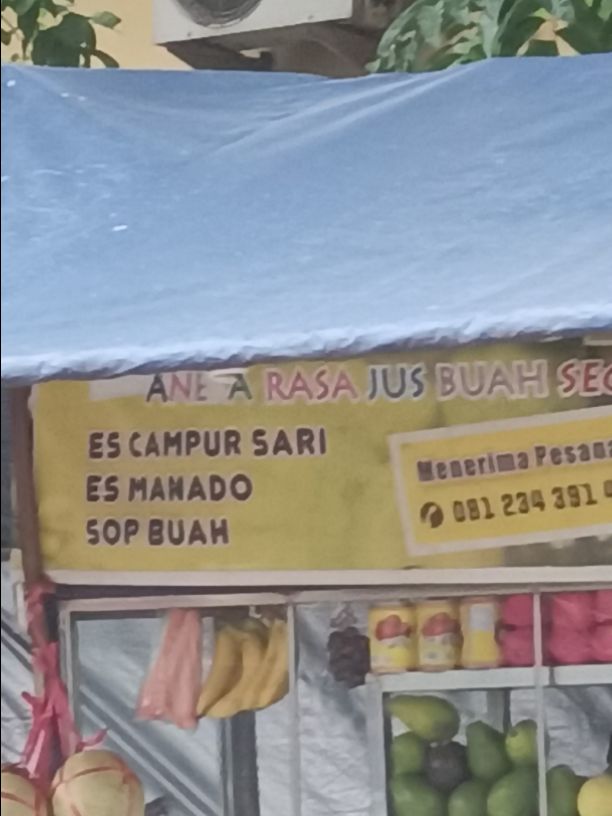 RASA JUS BUAH
ES CAMPUR SARI
ES MANADO
SOP BUAH
Menerima
081 234 391